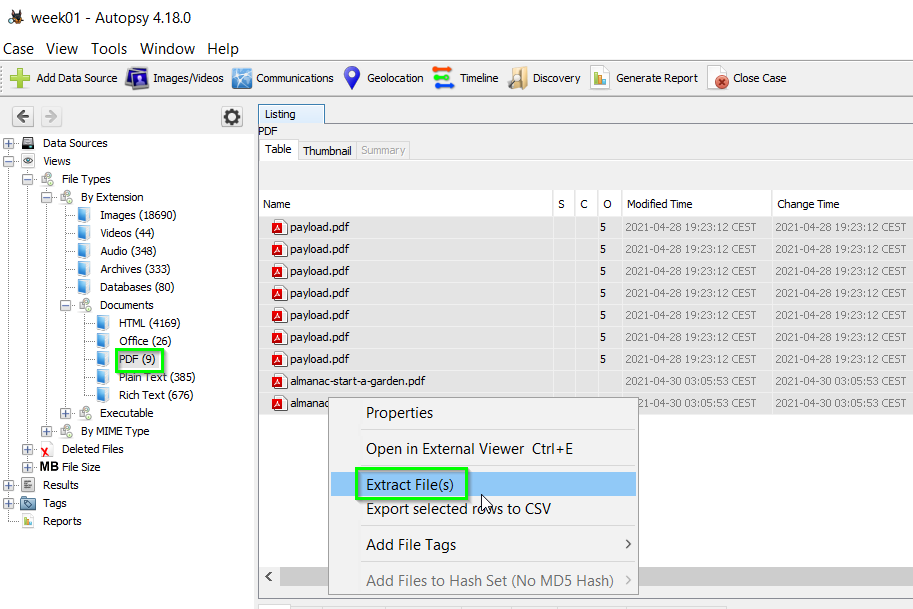 week01 - Autopsy 4.18.0
Case View Tools Window Help
Add Data Source Images/Videos Communications Geolocation Timeline Discovery Generate Report Close Case
Data Sources
Views
File Types
By Extension
Images (18690)
Videos (44)
Audio (348)
Archives (333)
Databases (80)
Documents
HTML (4169)
Office (26)
PDF (9)
Plain Text (385)
Rich Text (676)
Executable
By MIME Type
Deleted Files
MB File Size
Results
Tags
Reports
Listing
PDF
Table Thumbnail Summary
Name S C O Modified Time Change Time
payload.pdf 5 2021-04-28 19:23:12 CEST 2021-04-28 19:23:12 CEST
payload.pdf 5 2021-04-28 19:23:12 CEST 2021-04-28 19:23:12 CEST
payload.pdf 5 2021-04-28 19:23:12 CEST 2021-04-28 19:23:12 CEST
payload.pdf 5 2021-04-28 19:23:12 CEST 2021-04-28 19:23:12 CEST
payload.pdf 5 2021-04-28 19:23:12 CEST 2021-04-28 19:23:12 CEST
payload.pdf 5 2021-04-28 19:23:12 CEST 2021-04-28 19:23:12 CEST
payload.pdf 5 2021-04-28 19:23:12 CEST 2021-04-28 19:23:12 CEST
almanac-start-a-garden.pdf 2021-04-30 03:05:53 CEST 2021-04-30 03:05:53 CEST
almanac 03:05:53 CEST 2021-04-30 03:05:53 CEST
Properties
Open in External Viewer Ctrl+E
Extract File(s)
Export selected rows to CSV
Add File Tags
Add Files to Hash Set (No MD5 Hash)